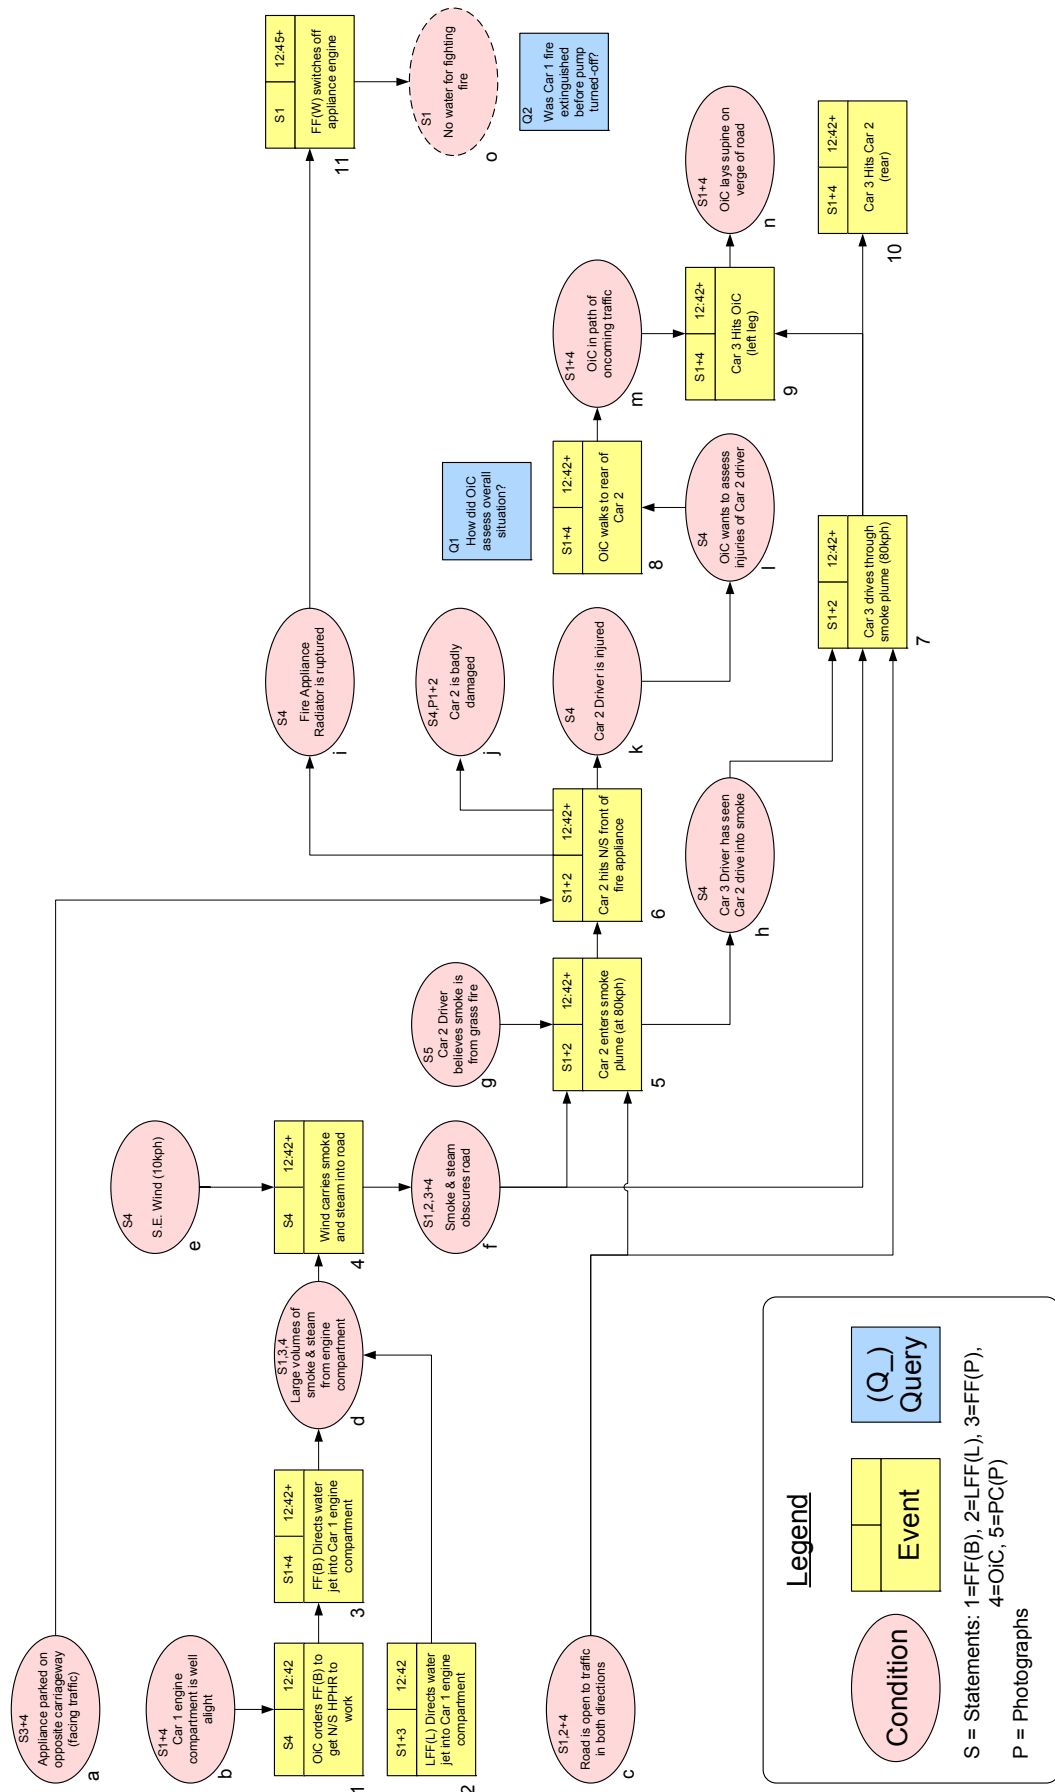 S3+4
Appliance parked on
opposite carriageway
(facing traffic)
a
S1+4
Car 1 engine
compartment is well
alight
b
S4
12:42
OiC orders FF(B) to
get N/S HPHR to
work
1
S1+3
12:42
LFF(L) Directs water
jet into Car 1 engine
compartment
2
S1,2+4
Road is open to traffic
in both directions
c
S1+4
12:42+
FF(B) Directs water
jet into Car 1 engine
compartment
3
S1,3,4
Large volumes of
smoke & steam
from engine
compartment
d
S4
S.E. Wind (10kph)
e
S4
12:42+
Wind carries smoke
and steam into road
4
S1,2,3+4
Smoke & steam
obscures road
f
S5
Car 2 Driver
believes smoke is
from grass fire
g
S1+2
12:42+
Car 2 enters smoke
plume (at 80kph)
5
S1+2
12:42+
Car 2 hits N/S front of
fire appliance
6
S4
Car 3 Driver has seen
Car 2 drive into smoke
h
S4
Fire Appliance
Radiator is ruptured
i
S4,P1+2
Car 2 is badly
damaged
j
S4
Car 2 Driver is injured
k
S1+2
12:42+
Car 3 drives through
smoke plume (80kph)
7
Q1
How did OiC
assess overall
situation?
S1+4
12:42+
OiC walks to rear of
Car 2
8
S4
OiC wants to assess
injuries of Car 2 driver
l
S1+4
OiC in path of
oncoming traffic
m
S1+4
12:42+
Car 3 Hits OiC
(left leg)
9
S1+4
OiC lays supine on
verge of road
n
S1+4
12:42+
Car 3 Hits Car 2
(rear)
10
S1
12:45+
FF(W) switches off
appliance engine
11
S1
No water for fighting
fire
o
Q2
Was Car 1 fire
extinguished
before pump
turned-off?
Legend
Condition
Event
(Q_)
Query
S = Statements: 1=FF(B), 2=LFF(L), 3=FF(P),
4=OiC, 5=PC(P)
P = Photographs